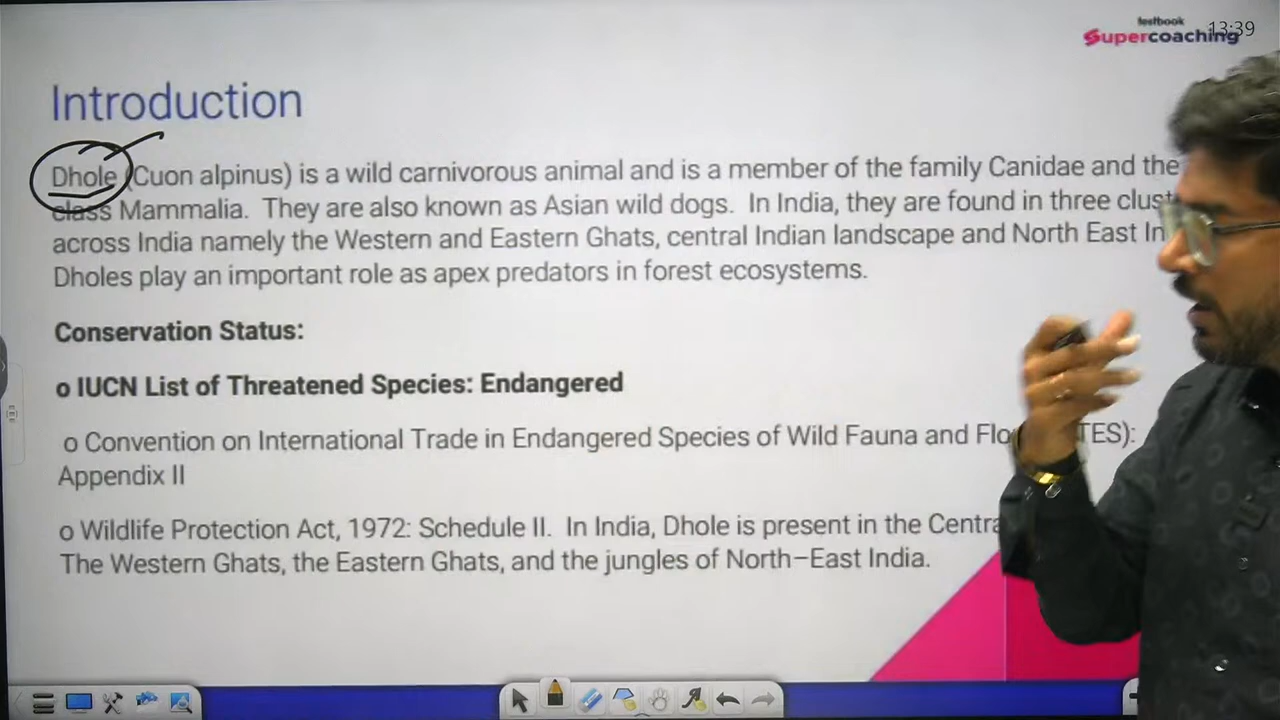 testbook
Supercoaching
13:39
Introduction
Dhole (Cuon alpinus) is a wild carnivorous animal and is a member of the family Canidae and the
class Mammalia. They are also known as Asian wild dogs. In India, they are found in three clust
across India namely the Western and Eastern Ghats, central Indian landscape and North East In
Dholes play an important role as apex predators in forest ecosystems.
Conservation Status:
o IUCN List of Threatened Species: Endangered
o Convention on International Trade in Endangered Species of Wild Fauna and Flo TES):
Appendix II
o Wildlife Protection Act, 1972: Schedule II. In India, Dhole is present in the Centra
The Western Ghats, the Eastern Ghats, and the jungles of North–East India.